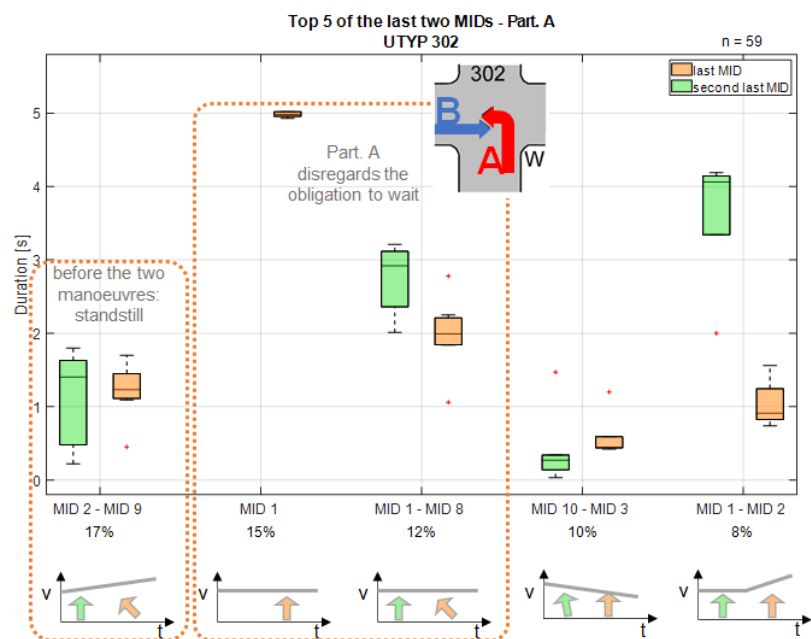 Top 5 of the last two MIDs - Part. A
UTYP 302
n = 59
last MID
second last MID
302
B
A
W
Part. A
disregards the
obligation to wait
before the two
manoeuvres:
standstill
Duration [s]
5
4
3
2
1
0
MID 2 - MID 9
MID 1
MID 1 - MID 8
MID 10 - MID 3
MID 1 - MID 2
17%
15%
12%
10%
8%
v
t
v
t
v
t
v
t
v
t